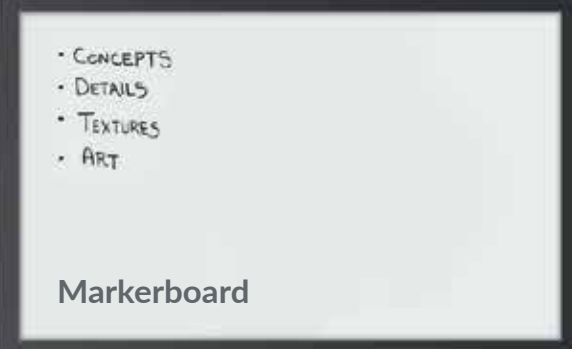 • CONCEPTS
• DETAILS
• TEXTURES
• ART
Markerboard